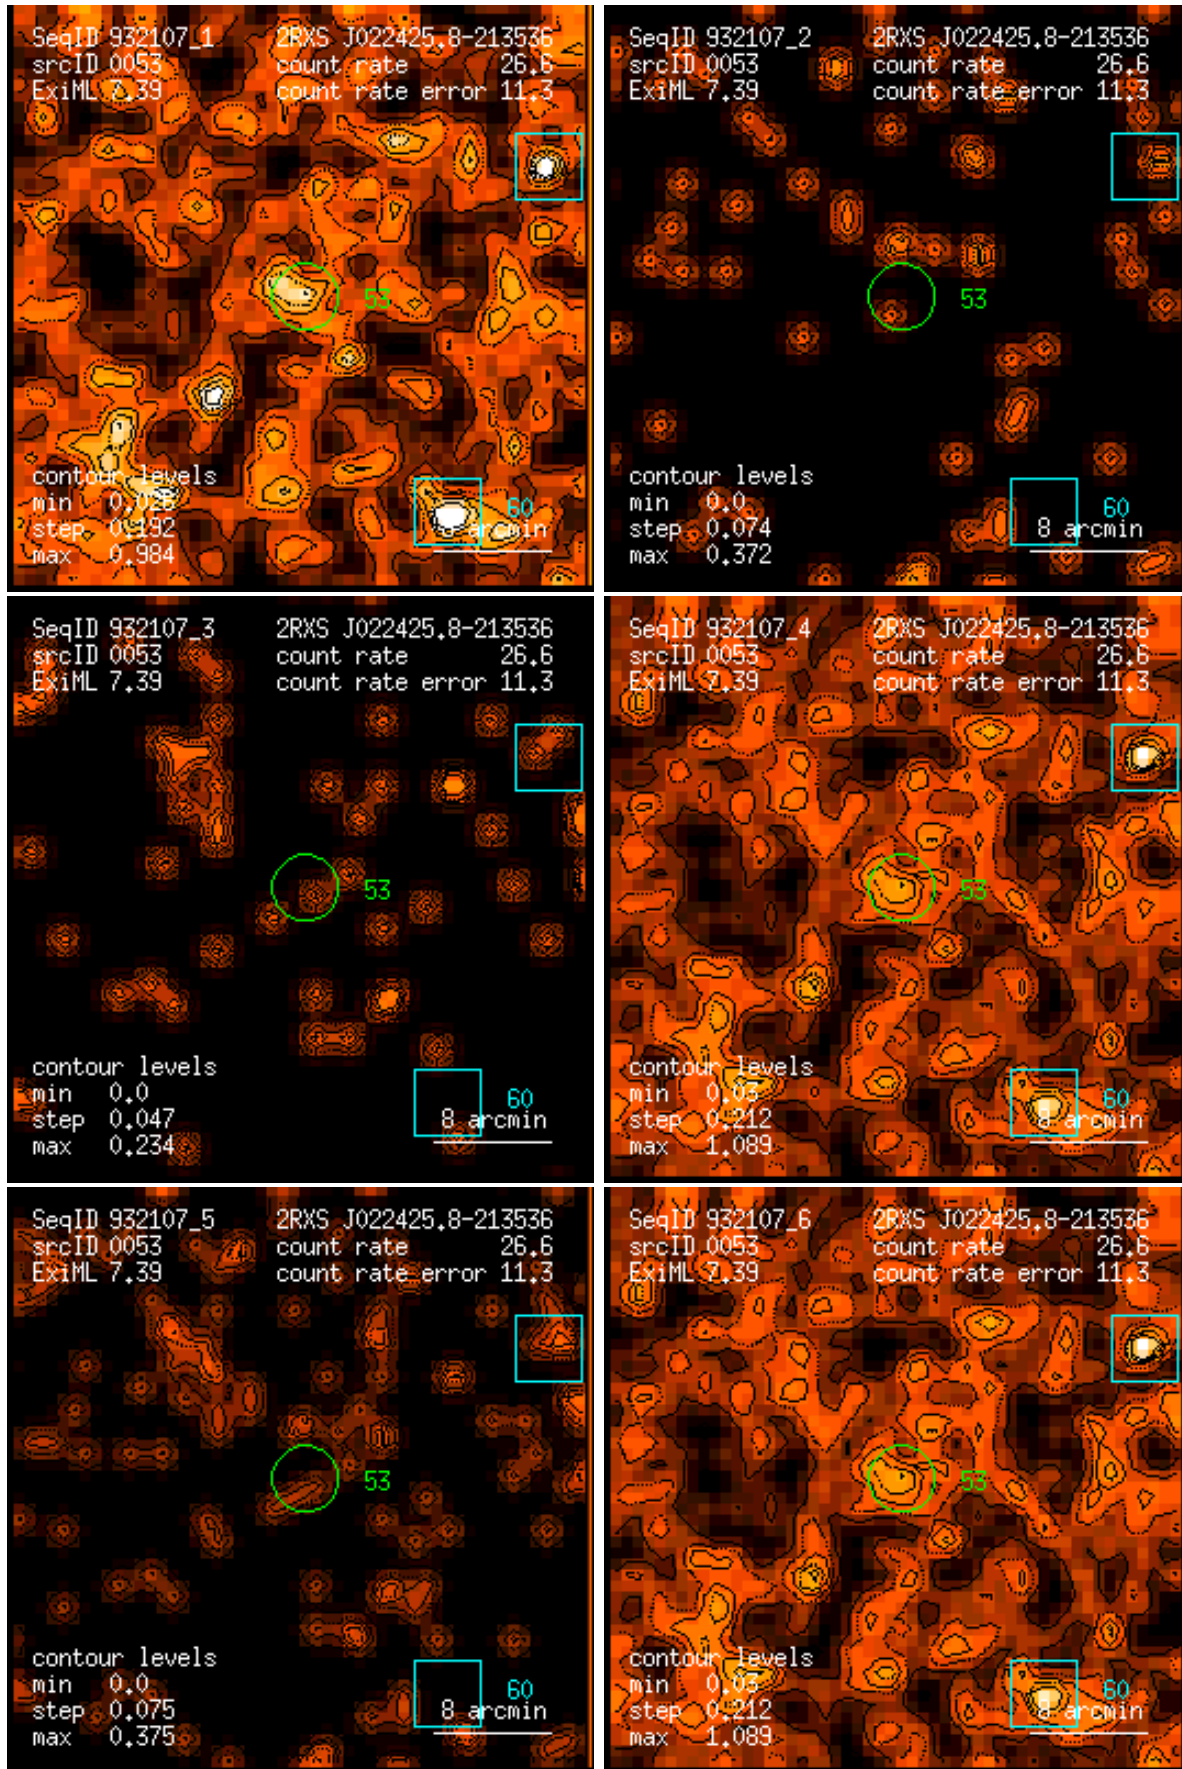 SeqID 932107_1 2RXS J022425.8-213536
srcID 0053 count rate 26.6
ExiML 7.39 count rate error 11.3
53
contour levels
min 0.026
60
step 0.192 8 arcmin
max 0.984
SeqID 932107_2 2RXS J022425.8-213536
srcID 0053 count rate 26.6
ExiML 7.39 count rate error 11.3
53
contour levels
min 0.0
60
step 0.074 8 arcmin
max 0.372
SeqID 932107_3 2RXS J022425.8-213536
srcID 0053 count rate 26.6
ExiML 7.39 count rate error 11.3
53
contour levels
min 0.0
60
step 0.047 8 arcmin
max 0.234
SeqID 932107_4 2RXS J022425.8-213536
srcID 0053 count rate 26.6
ExiML 7.39 count rate error 11.3
53
contour levels
min 0.03
60
step 0.212 8 arcmin
max 1.089
SeqID 932107_5 2RXS J022425.8-213536
srcID 0053 count rate 26.6
ExiML 7.39 count rate error 11.3
53
contour levels
min 0.0
60
step 0.075 8 arcmin
max 0.375
SeqID 932107_6 2RXS J022425.8-213536
srcID 0053 count rate 26.6
ExiML 7.39 count rate error 11.3
53
contour levels
min 0.03
60
step 0.212 8 arcmin
max 1.089